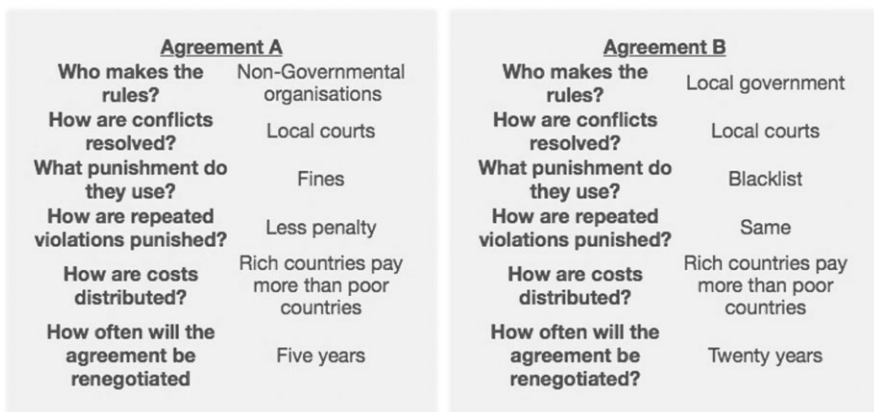 Agreement A
Who makes the
rules?
Non-Governmental
organisations
How are conflicts
resolved?
Local courts
What punishment do
they use?
Fines
How are repeated
violations punished?
Less penalty
How are costs
distributed?
Rich countries pay
more than poor
countries
How often will the
agreement be
renegotiated
Five years
Agreement B
Who makes the
rules?
Local government
How are conflicts
resolved?
Local courts
What punishment do
they use?
Blacklist
How are repeated
violations punished?
Same
How are costs
distributed?
Rich countries pay
more than poor
countries
How often will the
agreement be
renegotiated?
Twenty years